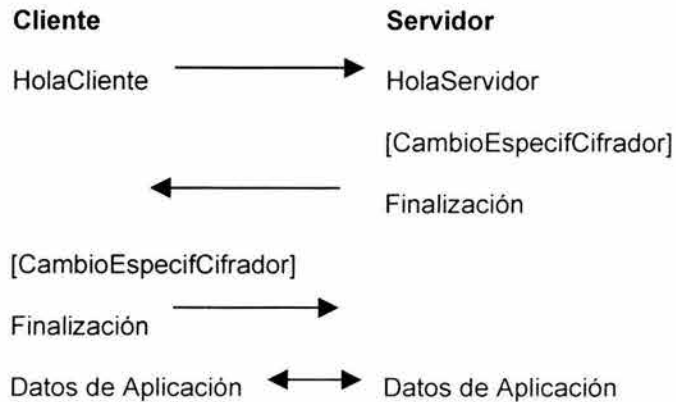 Cliente Servidor
HolaCliente HolaServidor
[CambioEspecifCifrador]
Finalización
[CambioEspecifCifrador]
Finalización
Datos de Aplicación Datos de Aplicación